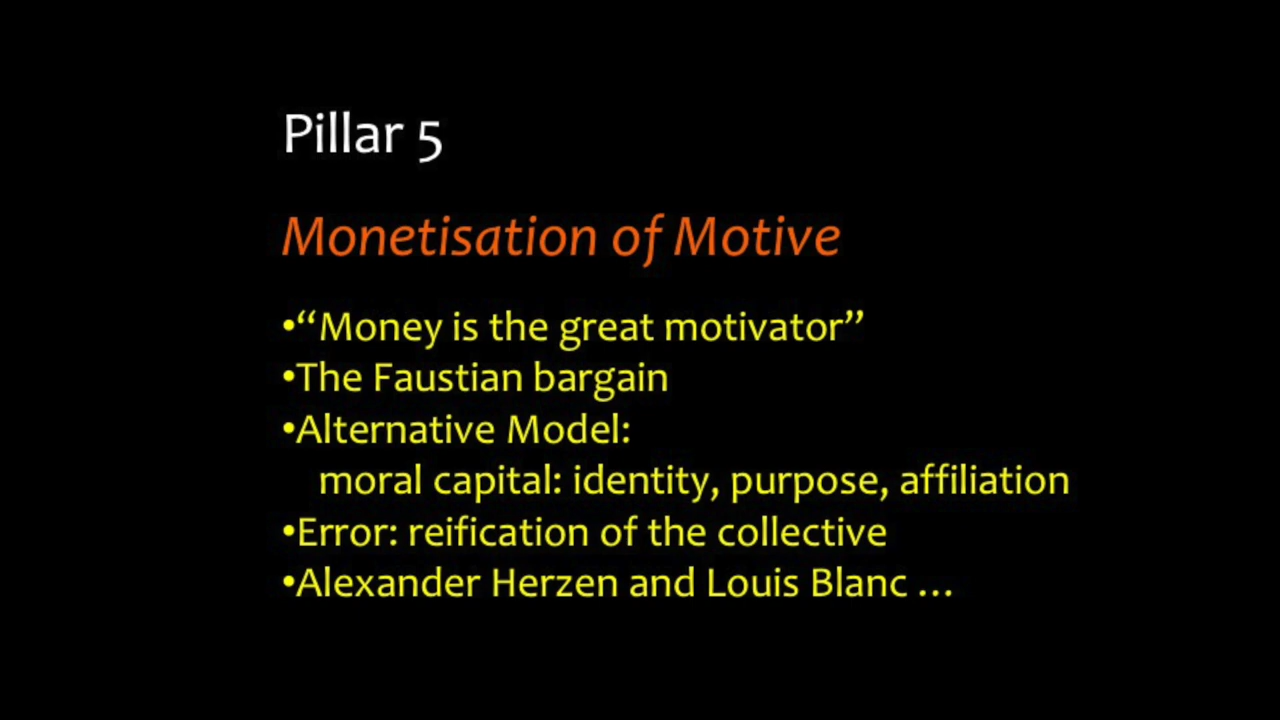 Pillar 5
Monetisation of Motive
•“Money is the great motivator”
•The Faustian bargain
•Alternative Model:
moral capital: identity, purpose, affiliation
•Error: reification of the collective
•Alexander Herzen and Louis Blanc …